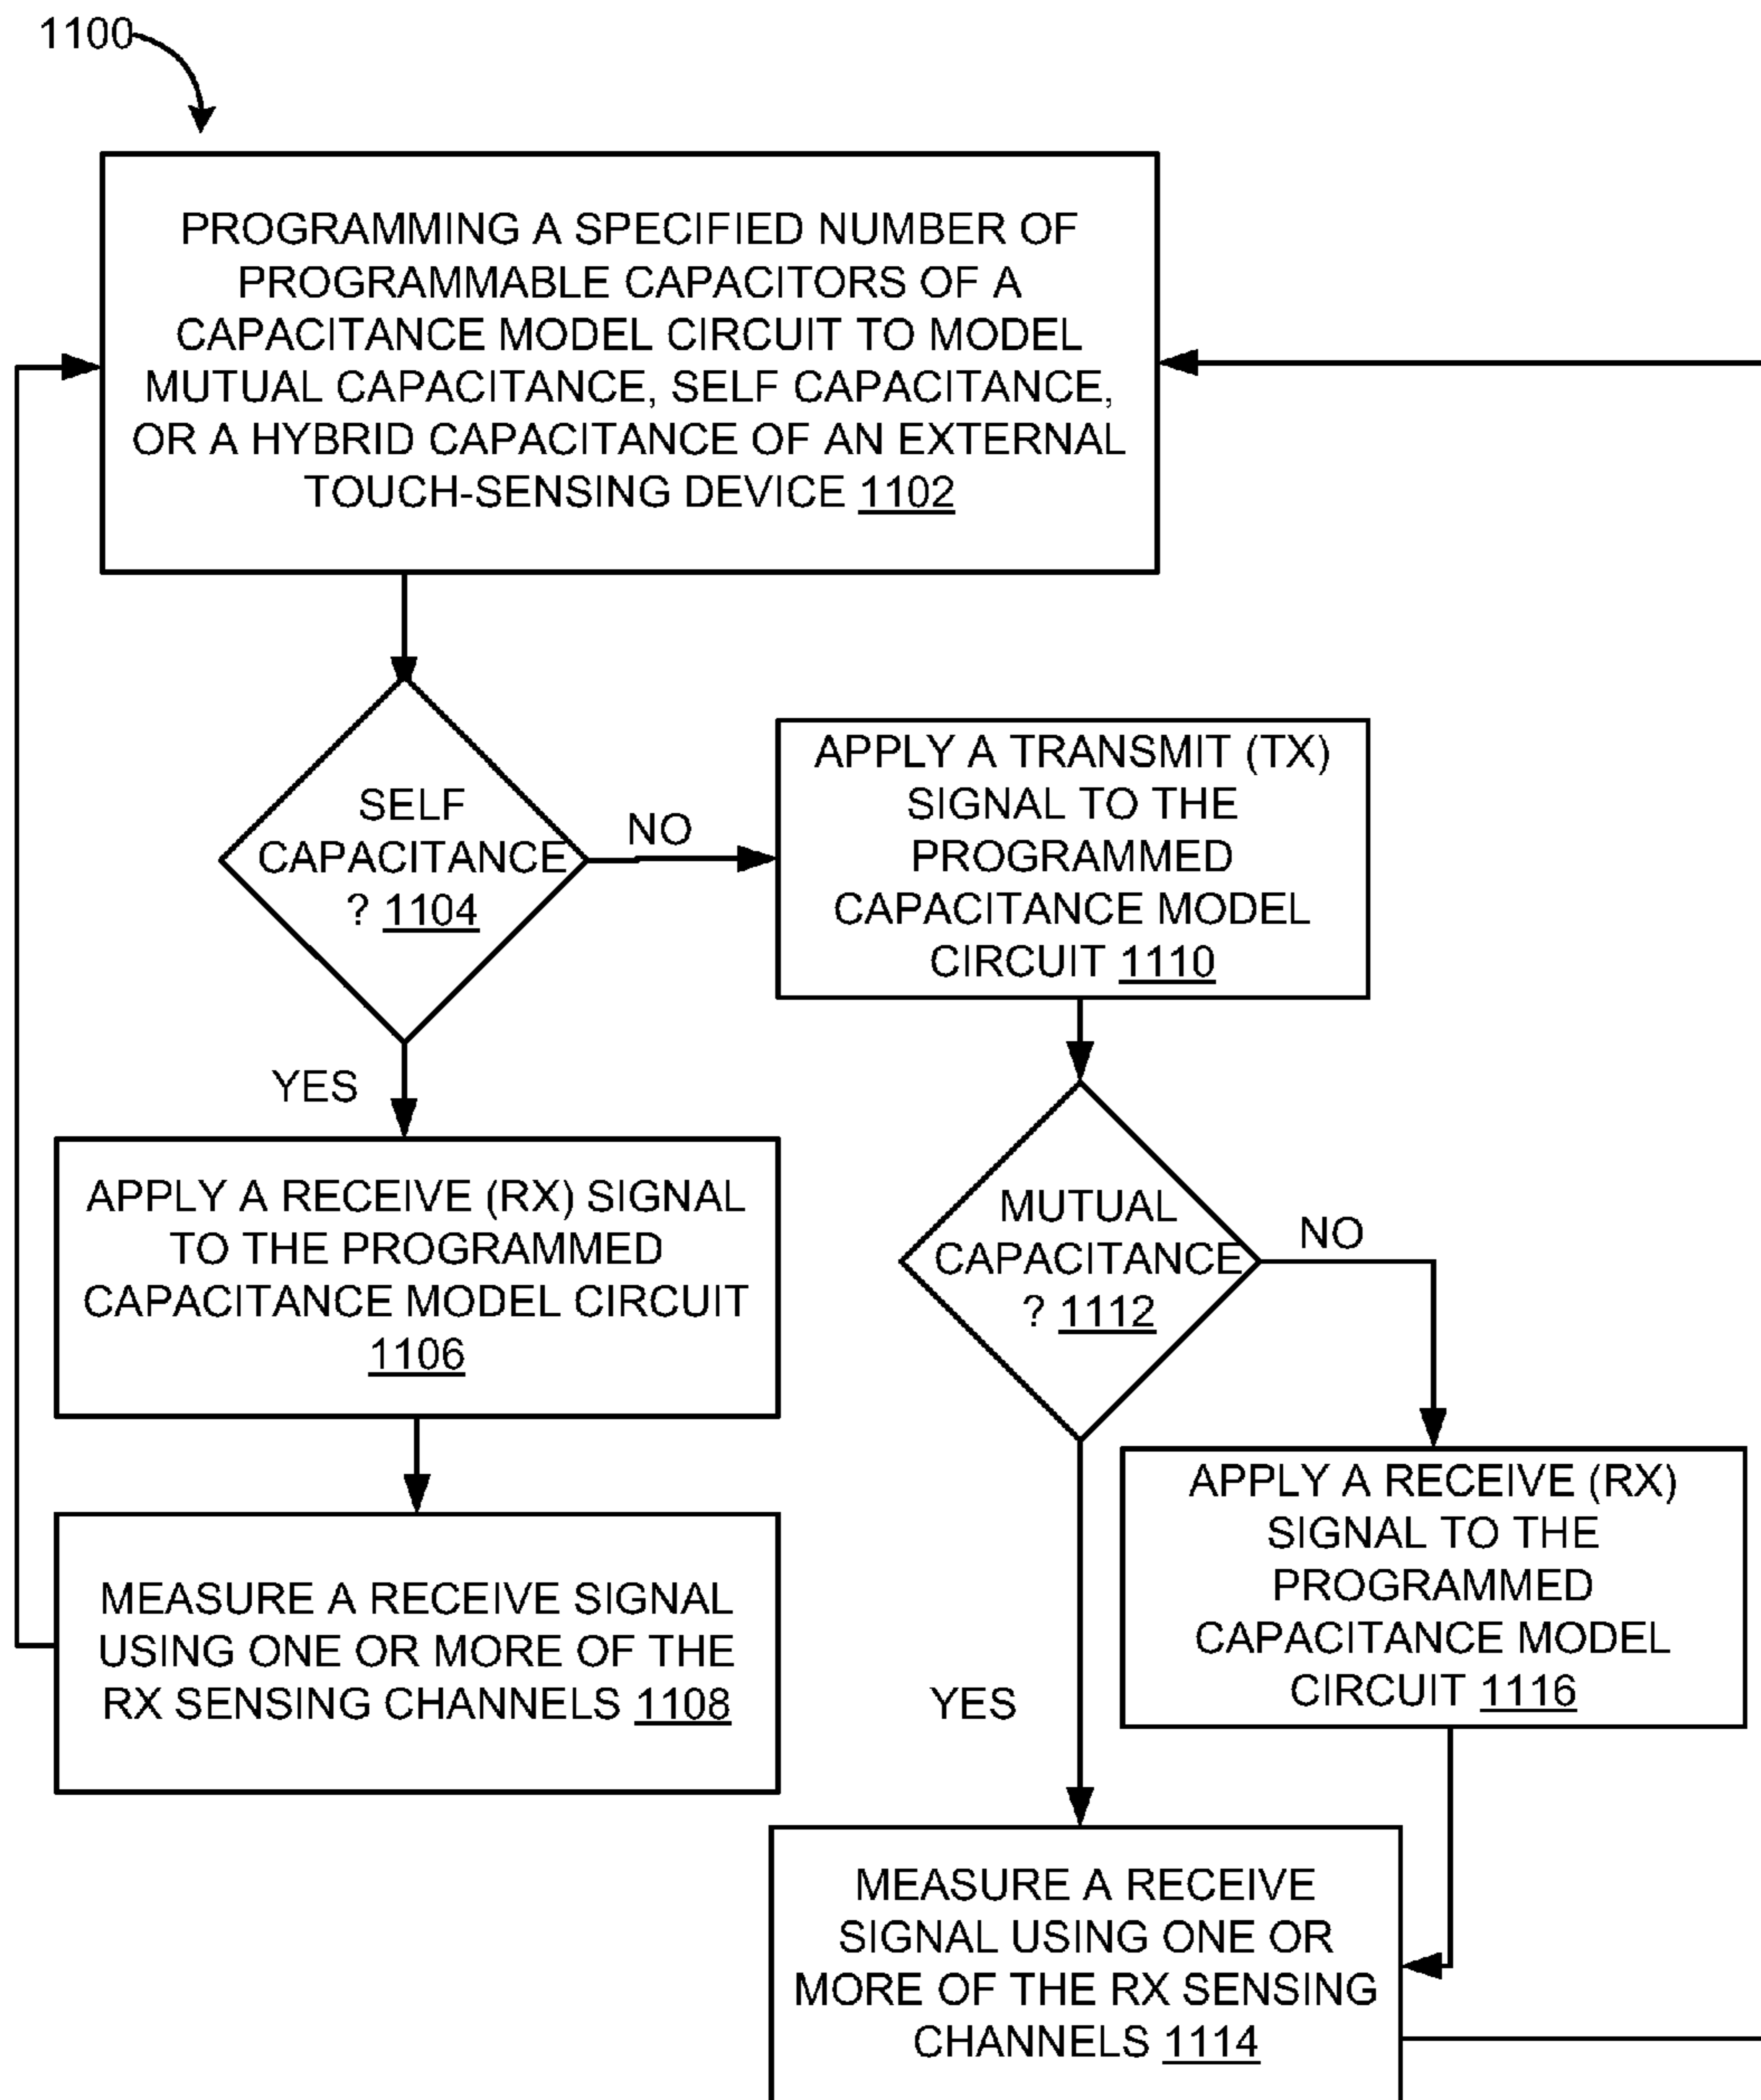 1100
PROGRAMMING A SPECIFIED NUMBER OF
PROGRAMMABLE CAPACITORS OF A
CAPACITANCE MODEL CIRCUIT TO MODEL
MUTUAL CAPACITANCE, SELF CAPACITANCE,
OR A HYBRID CAPACITANCE OF AN EXTERNAL
TOUCH-SENSING DEVICE 1102
SELF
CAPACITANCE
? 1104
NO
APPLY A TRANSMIT (TX)
SIGNAL TO THE
PROGRAMMED
CAPACITANCE MODEL
CIRCUIT 1110
YES
APPLY A RECEIVE (RX) SIGNAL
TO THE PROGRAMMED
CAPACITANCE MODEL CIRCUIT
1106
MUTUAL
CAPACITANCE
? 1112
NO
MEASURE A RECEIVE SIGNAL
USING ONE OR MORE OF THE
RX SENSING CHANNELS 1108
APPLY A RECEIVE (RX)
SIGNAL TO THE
PROGRAMMED
CAPACITANCE MODEL
CIRCUIT 1116
YES
MEASURE A RECEIVE
SIGNAL USING ONE OR
MORE OF THE RX SENSING
CHANNELS 1114